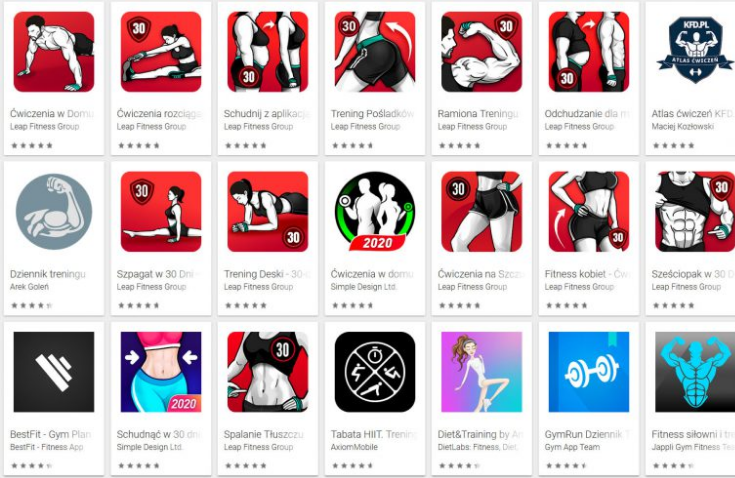 30
30
30
30
30
KFD.PL
ATLAS ĆWICZEŃ
Ćwiczenia w Domu
Leap Fitness Group
Ćwiczenia rozciąga
Leap Fitness Group
Schudnij z aplikacją
Leap Fitness Group
Trening Pośladków
Leap Fitness Group
Ramiona Treningu
Leap Fitness Group
Odchudzanie dla m
Leap Fitness Group
Atlas ćwiczeń KFD
Maciej Kozłowski
30
30
2020
30
30
30
Dziennik treningu
Arek Goleń
Szpagat w 30 Dni
Leap Fitness Group
Trening Deski - 30-
Leap Fitness Group
Ćwiczenia w domu
Simple Design Ltd.
Ćwiczenia na Szczu
Leap Fitness Group
Fitness kobiet - Ćw
Leap Fitness Group
Sześciopak w 30 D
Leap Fitness Group
2020
30
BestFit - Gym Plan
BestFit - Fitness App
Schudnąć w 30 dni
Simple Design Ltd.
Spalanie Tłuszczu
Leap Fitness Group
Tabata HIIT. Trening
AxiomMobile
Diet&Training by An
DietLabs: Fitness, Diet,
GymRun Dziennik T
Gym App Team
Fitness siłowni i tre
Jappli Gym Fitness Te